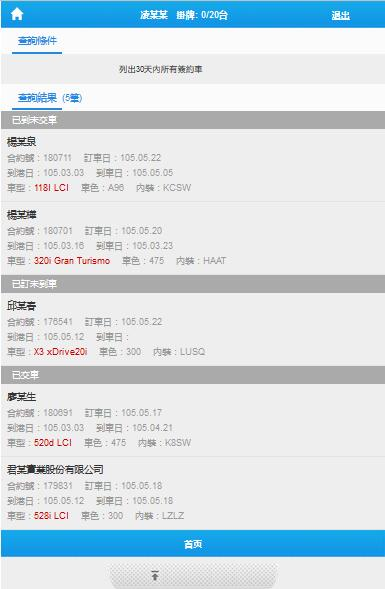 凌某某 掛牌: 0/20台 退出
查詢條件
列出30天內所有簽約車
查詢結果 (5筆)
已到未交車
楊某泉
合約號：180711 訂車日：105.05.22
到港日：105.03.03 到車日：105.05.05
車型：118I LCI 車色：A96 內裝：KCSW
楊某樺
合約號：180701 訂車日：105.05.20
到港日：105.03.16 到車日：105.03.23
車型：320i Gran Turismo 車色：475 內裝：HAAT
已訂未到車
邱某春
合約號：176541 訂車日：105.05.22
到港日：105.05.12 到車日：
車型：X3 xDrive20i 車色：300 內裝：LUSQ
已交車
廖某生
合約號：180691 訂車日：105.05.17
到港日：105.03.03 到車日：105.04.21
車型：520d LCI 車色：475 內裝：K8SW
君某實業股份有限公司
合約號：179831 訂車日：105.05.18
到港日：105.05.12 到車日：105.05.18
車型：528i LCI 車色：300 內裝：LZLZ
首页